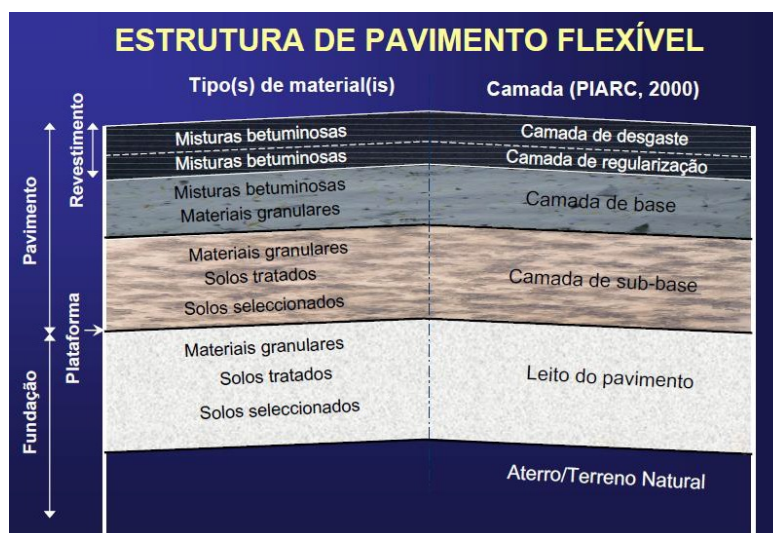 ESTRUTURA DE PAVIMENTO FLEXÍVEL
Tipo(s) de material(is)
Camada (PIARC, 2000)
Revestimento
Pavimento
Plataforma
Fundação
Misturas betuminosas
Camada de desgaste
Misturas betuminosas
Camada de regularização
Misturas betuminosas
Materiais granulares
Camada de base
Materiais granulares
Solos tratados
Solos seleccionados
Camada de sub-base
Materiais granulares
Solos tratados
Solos seleccionados
Leito do pavimento
Aterro/Terreno Natural